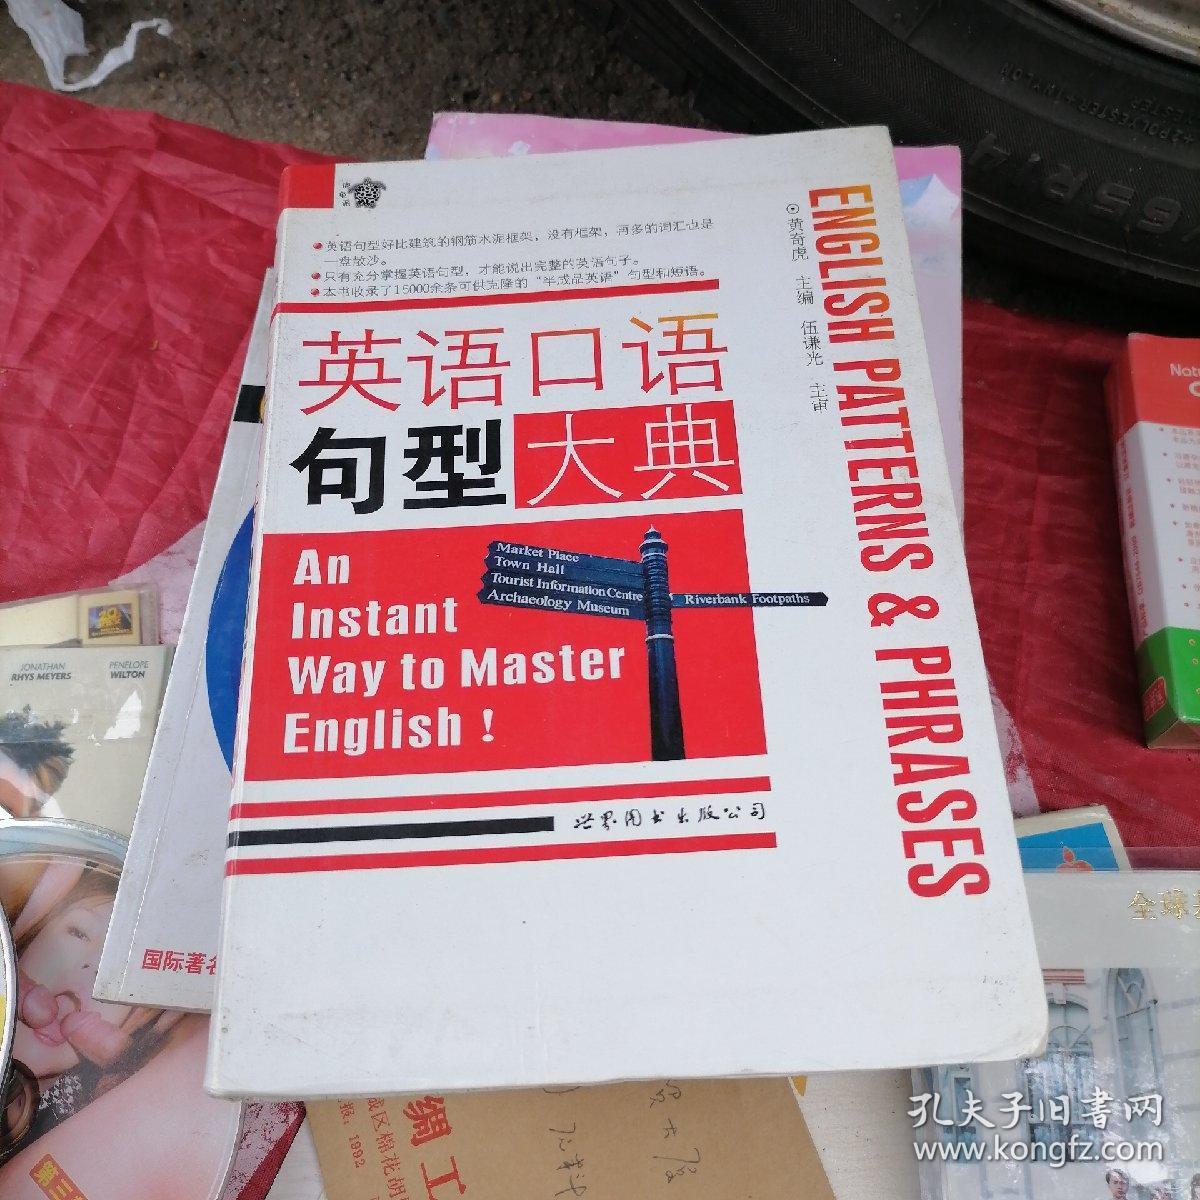 ● 英语句型好比建筑的钢筋水泥框架，没有框架，再多的词汇也是
一盘散沙。
● 只有充分掌握英语句型，才能说出完整的英语句子。
● 本书收录了15000余条可供克隆的“半成品英语”句型和短语。
英语口语
句型大典
An
Instant
Way to Master
English!
Market Place
Town Hall
Tourist Information Centre
Archaeology Museum
Riverbank Footpaths
世界图书出版公司
⊙黄奇虎 主编 伍谦光 主审
ENGLISH PATTERNS & PHRASES
JONATHAN
RHYS MEYERS
PENELOPE
WILTON
国际著名
Natu
65R14
全球
1992
孔夫子旧书网
www.kongfz.com